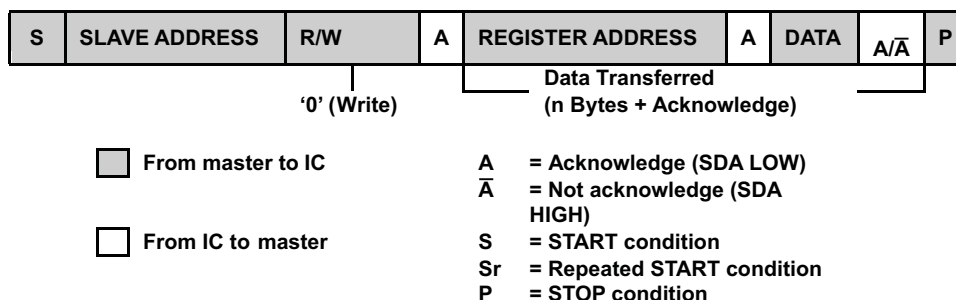 S SLAVE ADDRESS R/W A REGISTER ADDRESS A DATA A/A̅ P
‘0’ (Write)
Data Transferred
(n Bytes + Acknowledge)
From master to IC
From IC to master
A = Acknowledge (SDA LOW)
A̅ = Not acknowledge (SDA
HIGH)
S = START condition
Sr = Repeated START condition
P = STOP condition